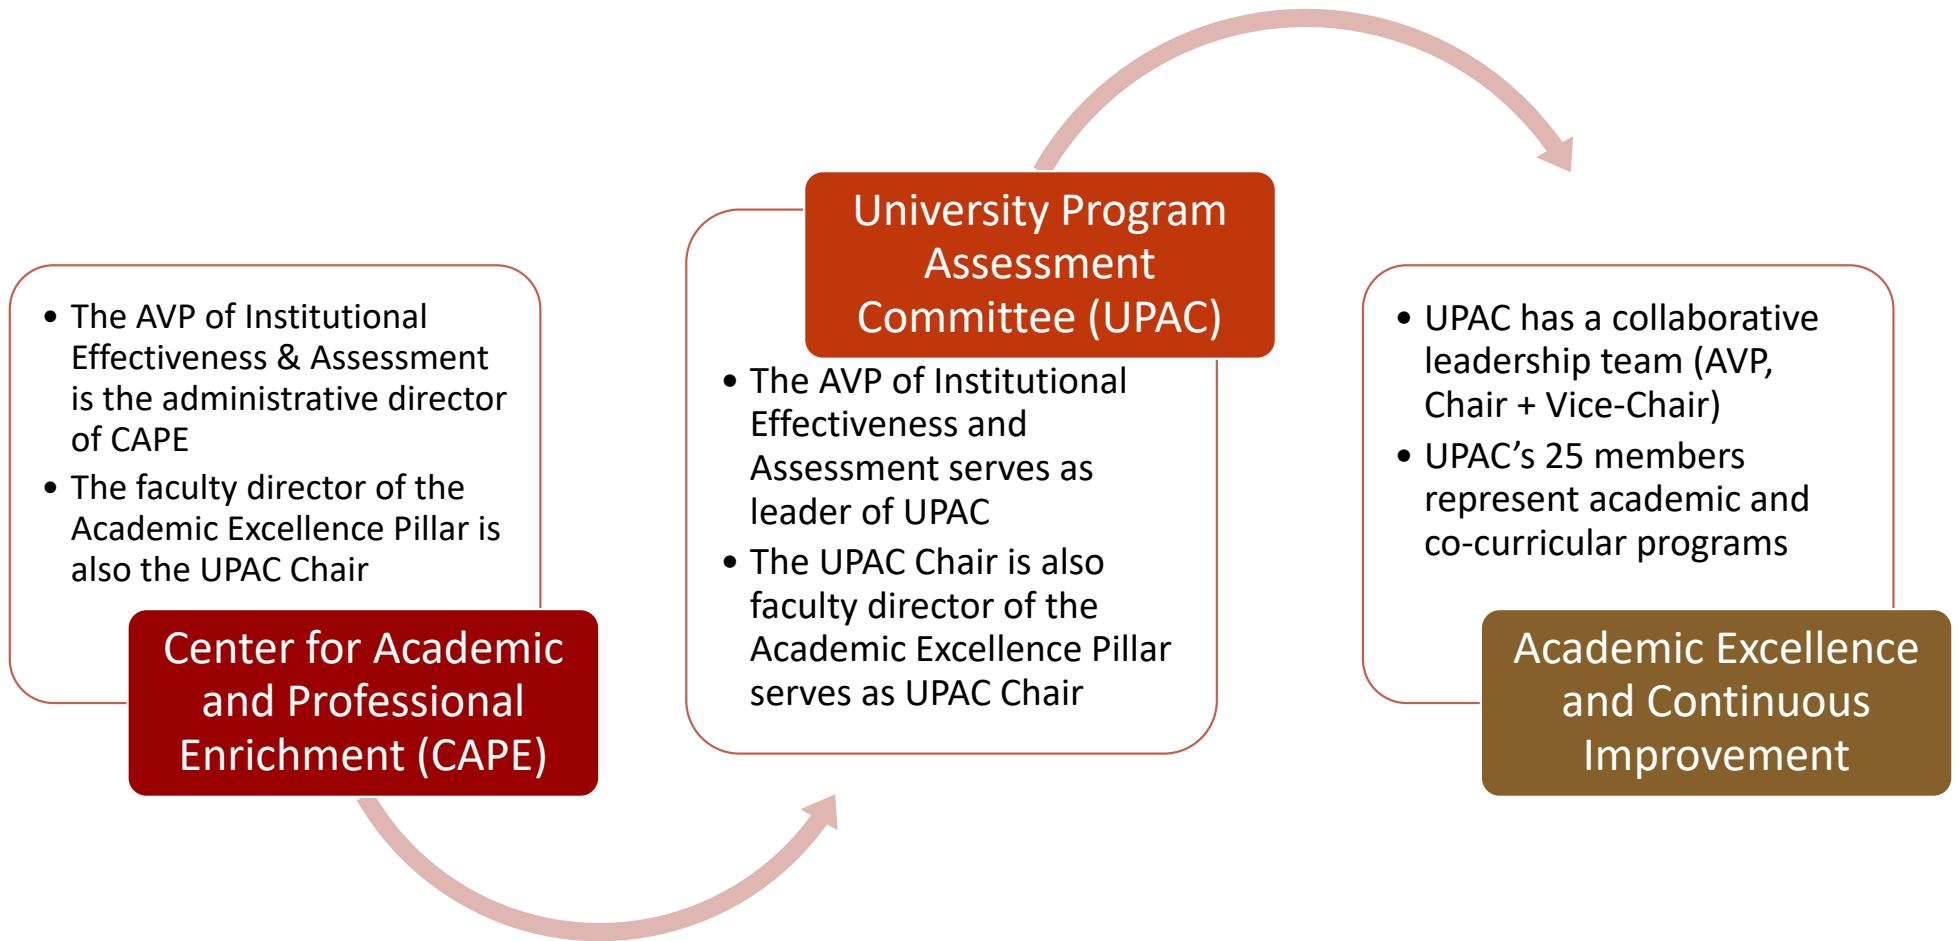 • The AVP of Institutional
Effectiveness & Assessment
is the administrative director
of CAPE
• The faculty director of the
Academic Excellence Pillar is
also the UPAC Chair
Center for Academic
and Professional
Enrichment (CAPE)
University Program
Assessment
Committee (UPAC)
• The AVP of Institutional
Effectiveness and
Assessment serves as
leader of UPAC
• The UPAC Chair is also
faculty director of the
Academic Excellence Pillar
serves as UPAC Chair
• UPAC has a collaborative
leadership team (AVP,
Chair + Vice-Chair)
• UPAC’s 25 members
represent academic and
co-curricular programs
Academic Excellence
and Continuous
Improvement